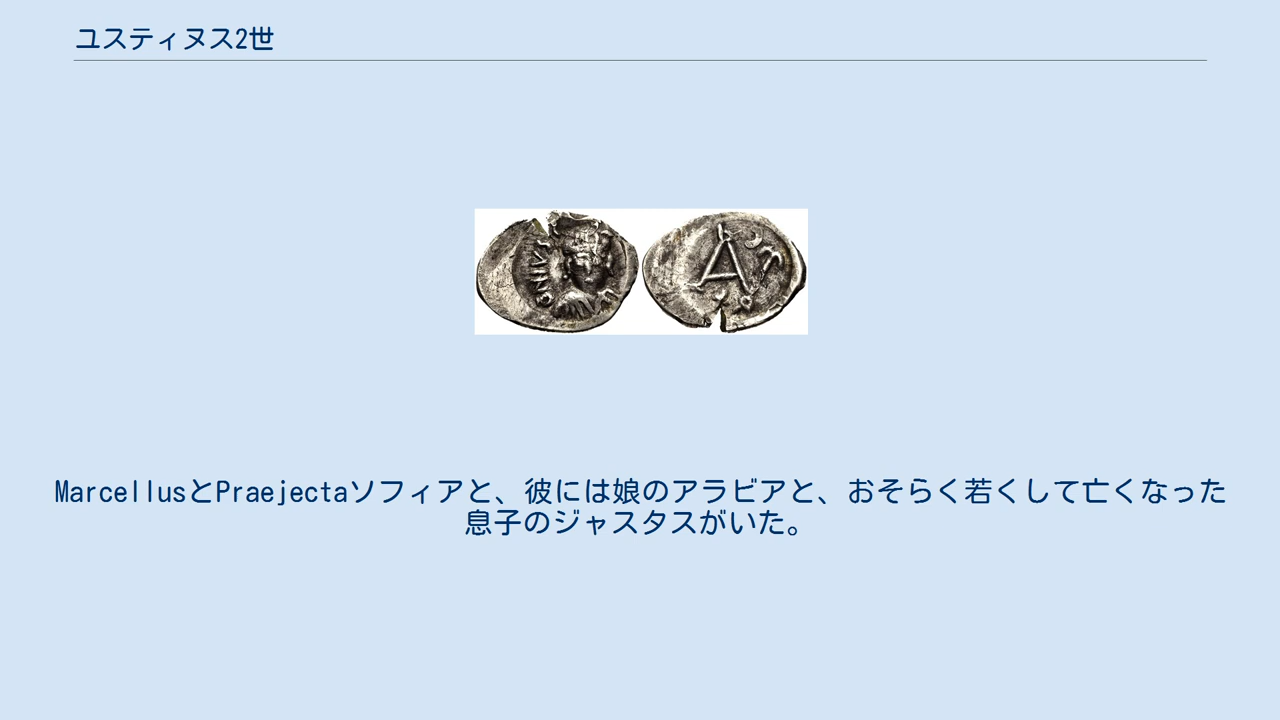 ユスティヌス2世
MarcellusとPraejectaソフィアと、彼には娘のアラビアと、おそらく若くして亡くなった
息子のジャスタスがいた。